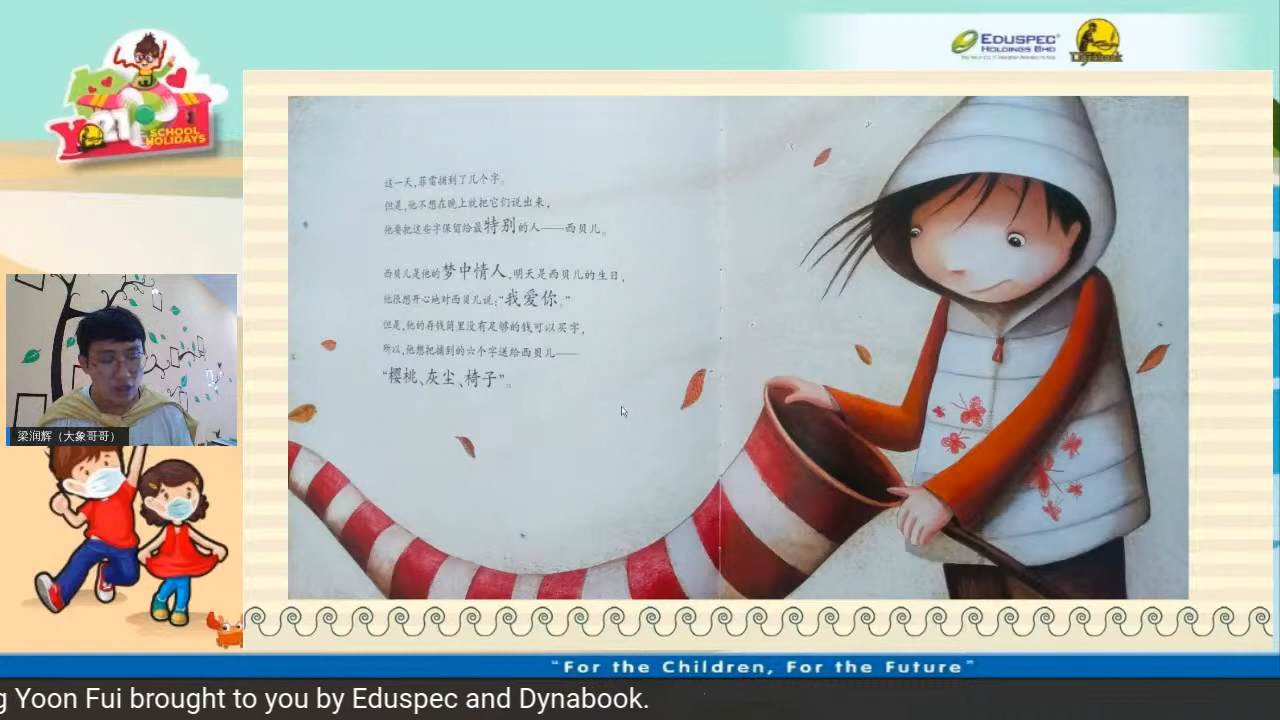 EDUSPEC
HOLDINGS BHD
Dynabook
YO 21
SCHOOL
HOLIDAYS
这一天,菲雷捕到了几个字。
但是,他不想在晚上就把它们说出来,
他要把这些字保留给最特别的人——西贝儿。
西贝儿是他的梦中情人,明天是西贝儿的生日,
他很想开心地对西贝儿说:“我爱你。”
但是,他的存钱筒里没有足够的钱可以买字,
所以,他想把捕到的六个字送给西贝儿——
“樱桃、灰尘、椅子”。
梁润辉（大象哥哥）
“For the Children, For the Future”
g Yoon Fui brought to you by Eduspec and Dynabook.